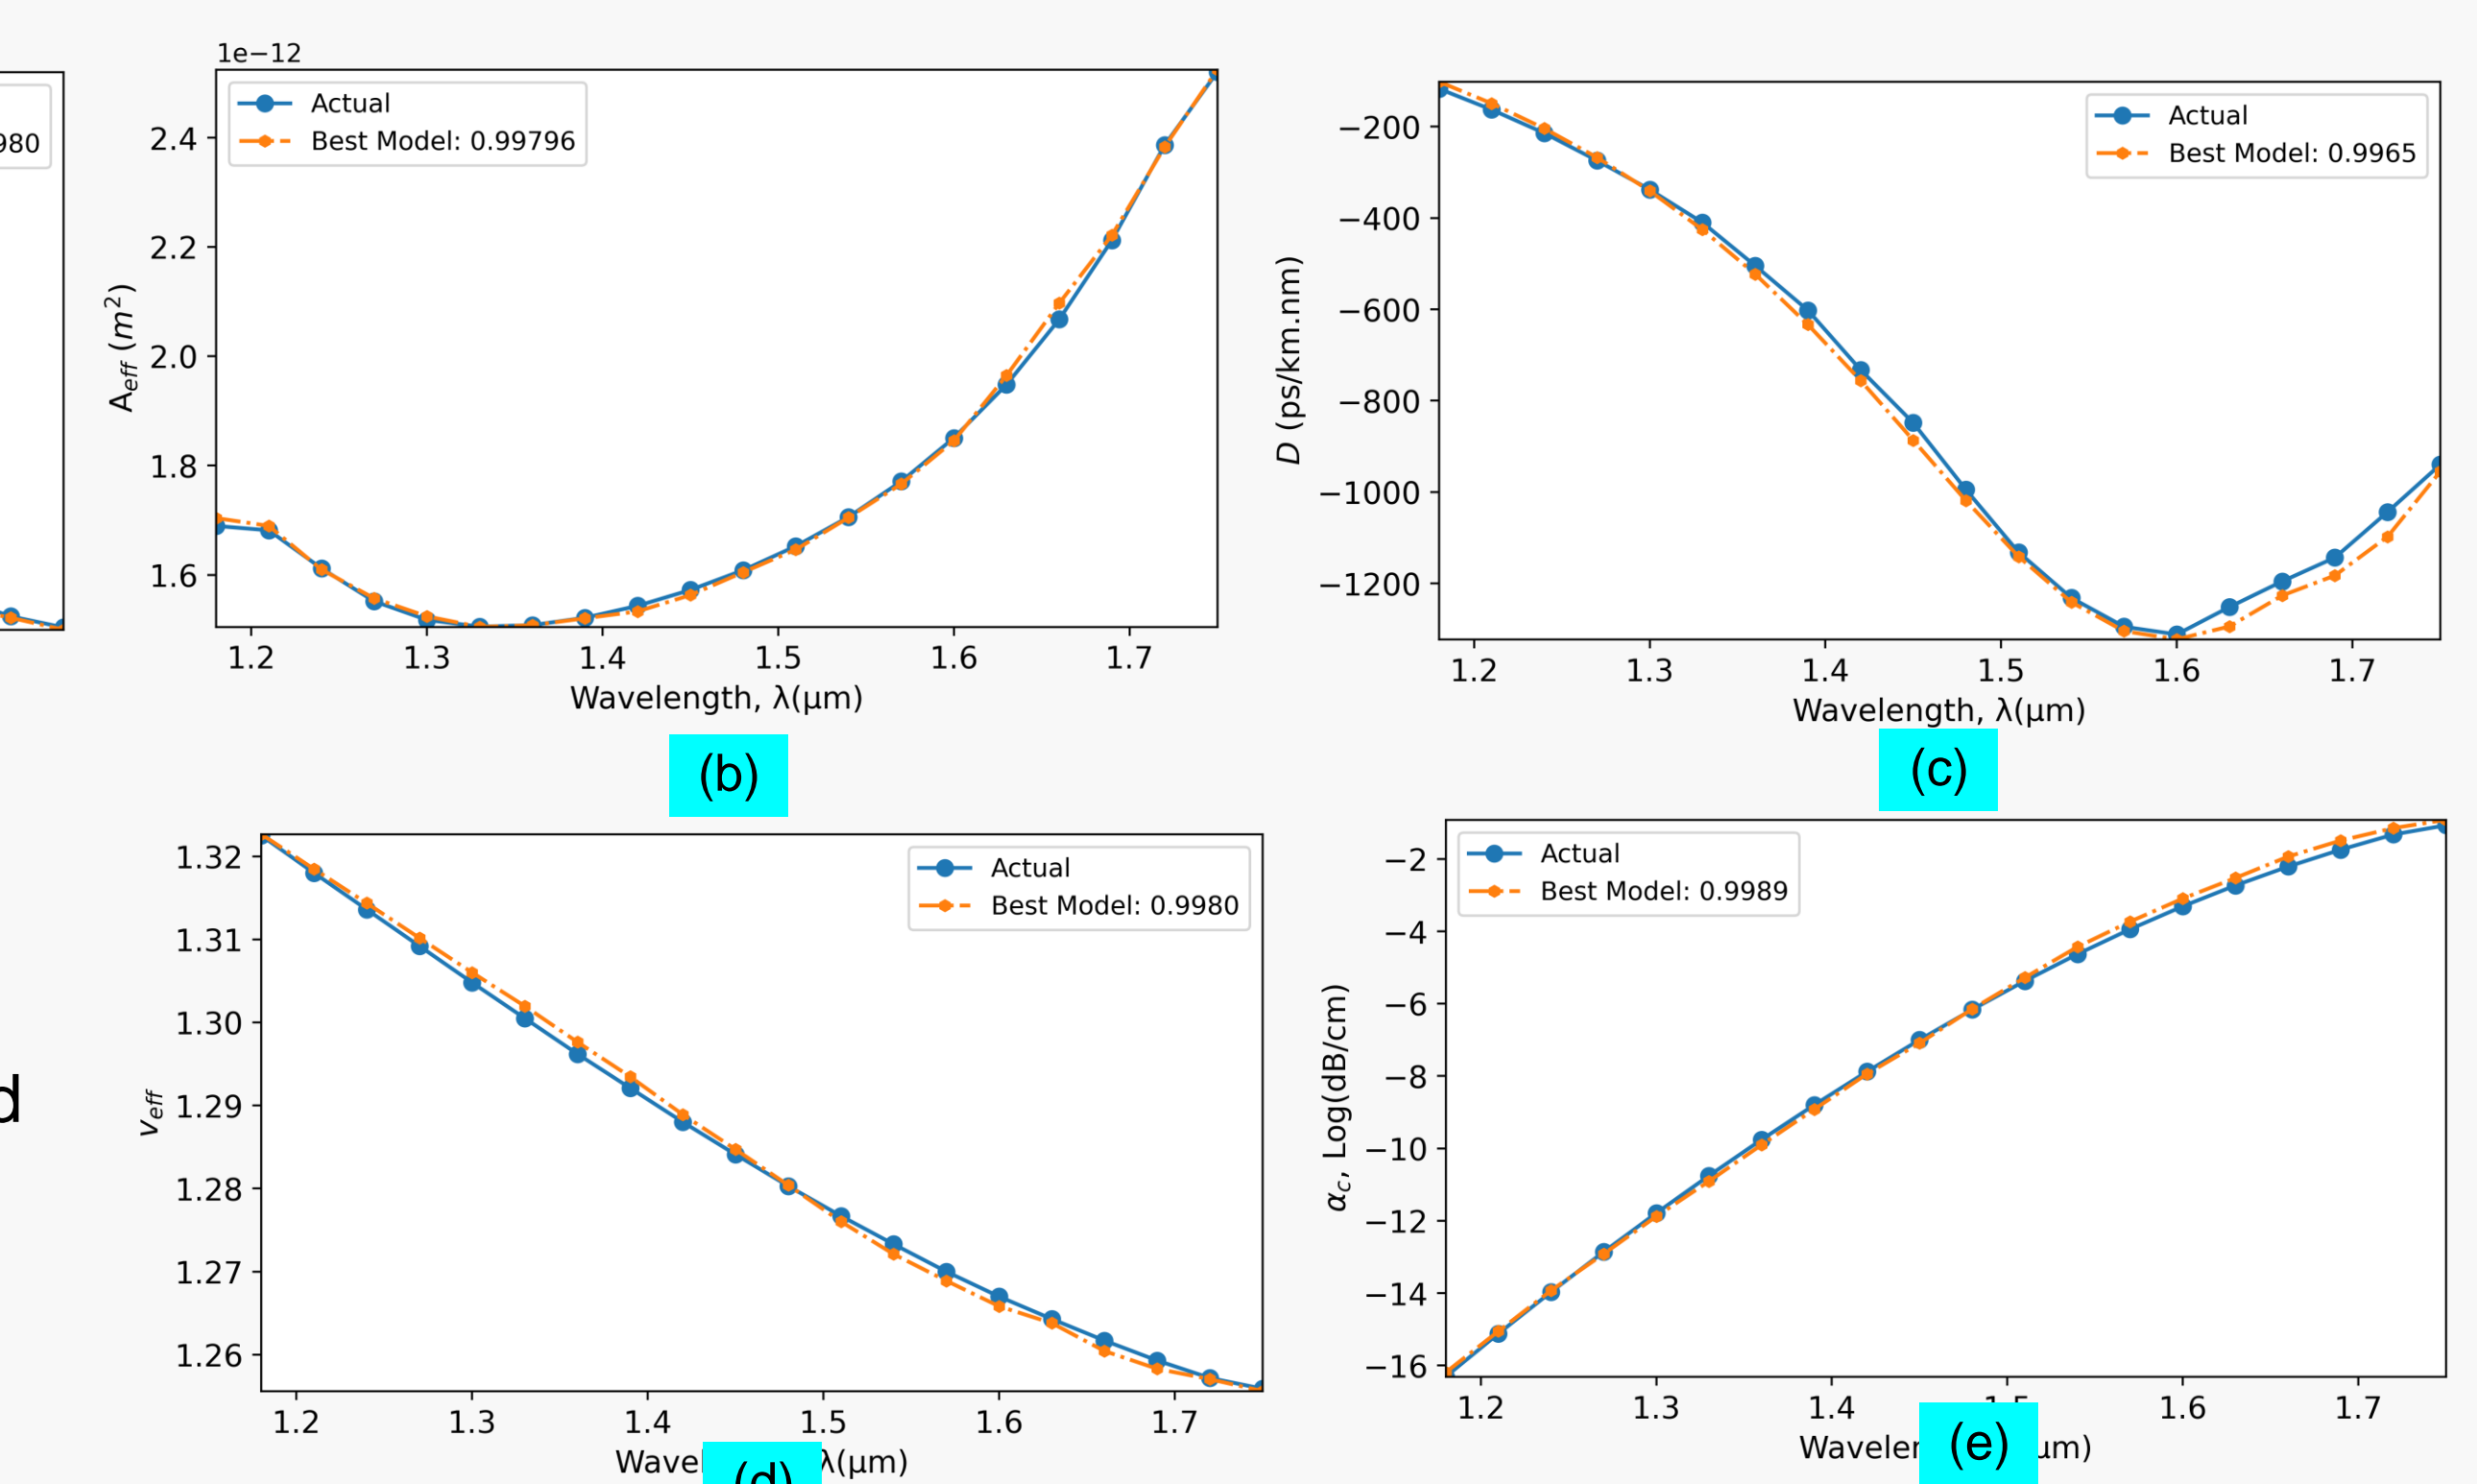 980
1e−12
Actual
Best Model: 0.99796
2.4
2.2
2.0
1.8
1.6
Aeff (m²)
1.2 1.3 1.4 1.5 1.6 1.7
Wavelength, λ(μm)
(b)
Actual
Best Model: 0.9965
−200
−400
−600
−800
−1000
−1200
D (ps/km.nm)
1.2 1.3 1.4 1.5 1.6 1.7
Wavelength, λ(μm)
(c)
d
Actual
Best Model: 0.9980
1.32
1.31
1.30
1.29
1.28
1.27
1.26
veff
1.2 1.3 1.4 1.5 1.6 1.7
Wavel λ(μm)
(d)
Actual
Best Model: 0.9989
−2
−4
−6
−8
−10
−12
−14
−16
αc, Log(dB/cm)
1.2 1.3 1.4 1.5 1.6 1.7
Waveler μm)
(e)